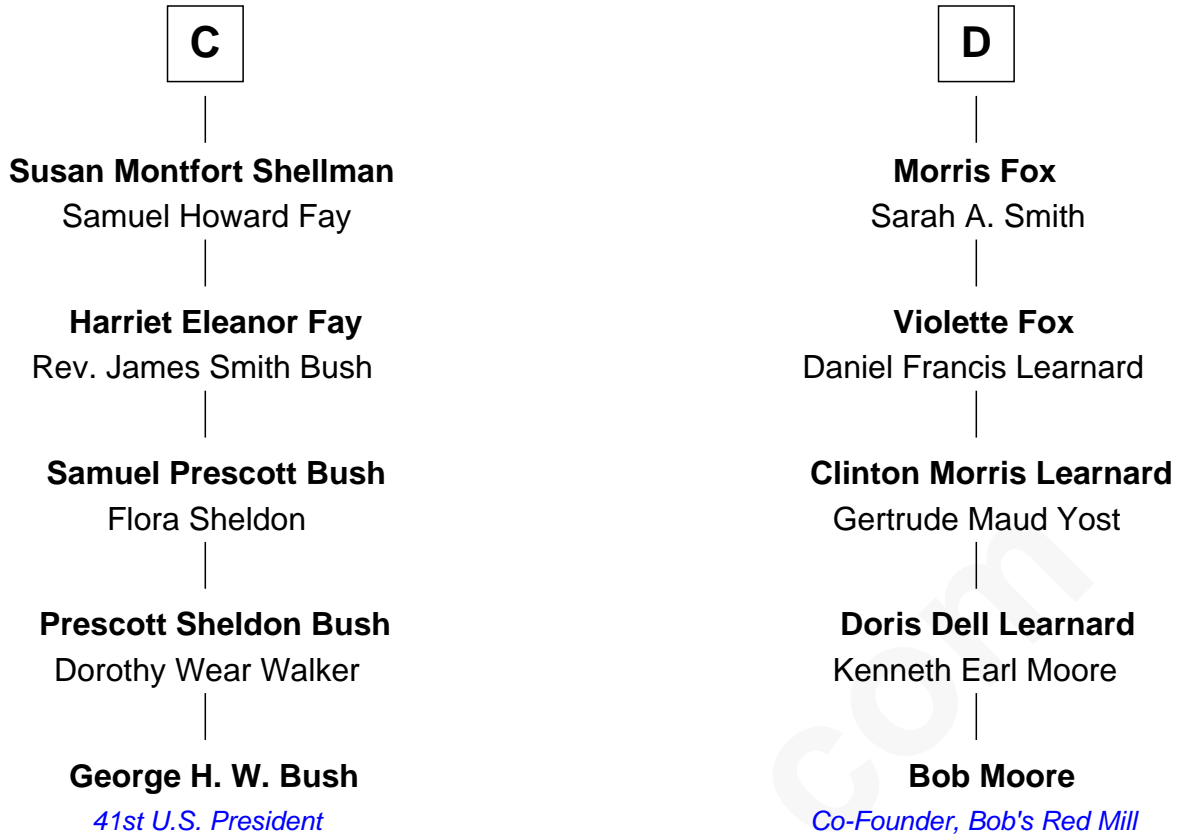 C
Susan Montfort Shellman
Samuel Howard Fay
Harriet Eleanor Fay
Rev. James Smith Bush
Samuel Prescott Bush
Flora Sheldon
Prescott Sheldon Bush
Dorothy Wear Walker
George H. W. Bush
41st U.S. President
D
Morris Fox
Sarah A. Smith
Violette Fox
Daniel Francis Learnard
Clinton Morris Learnard
Gertrude Maud Yost
Doris Dell Learnard
Kenneth Earl Moore
Bob Moore
Co-Founder, Bob's Red Mill
com